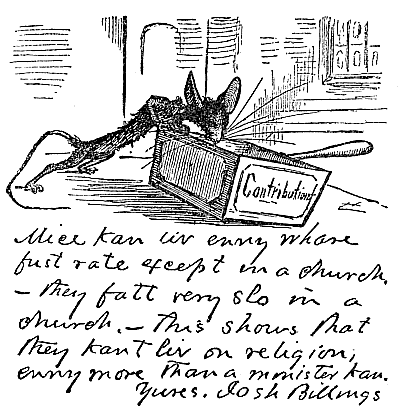 Contributions
Mice kan liv enny whare
fust rate except in a church.
– they fatt very slo in a
church. – This shows that
they kant liv on religion,
enny more than a minister kan.
Yures. Josh Billings